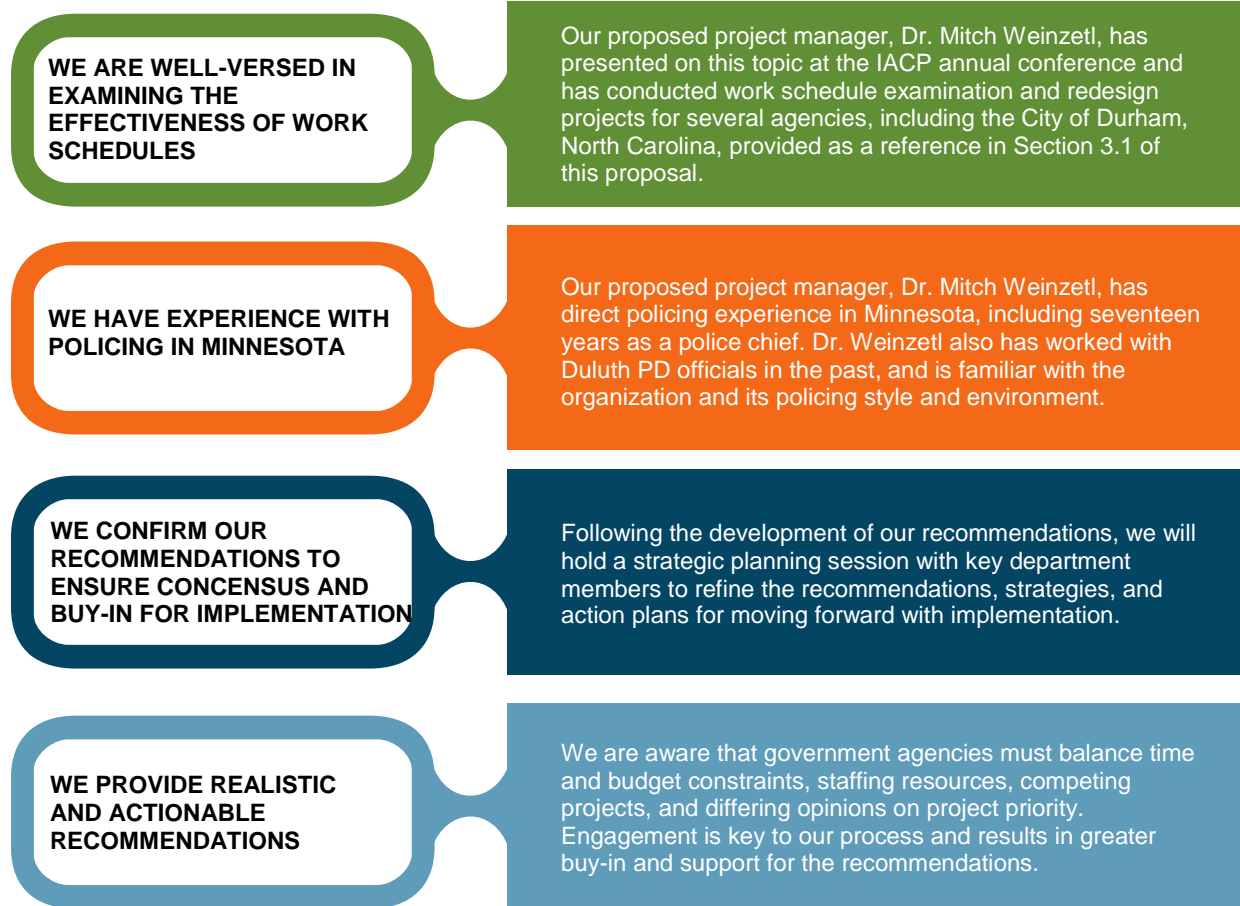 WE ARE WELL-VERSED IN
EXAMINING THE
EFFECTIVENESS OF WORK
SCHEDULES
Our proposed project manager, Dr. Mitch Weinzetl, has
presented on this topic at the IACP annual conference and
has conducted work schedule examination and redesign
projects for several agencies, including the City of Durham,
North Carolina, provided as a reference in Section 3.1 of
this proposal.
WE HAVE EXPERIENCE WITH
POLICING IN MINNESOTA
Our proposed project manager, Dr. Mitch Weinzetl, has
direct policing experience in Minnesota, including seventeen
years as a police chief. Dr. Weinzetl also has worked with
Duluth PD officials in the past, and is familiar with the
organization and its policing style and environment.
WE CONFIRM OUR
RECOMMENDATIONS TO
ENSURE CONCENSUS AND
BUY-IN FOR IMPLEMENTATION
Following the development of our recommendations, we will
hold a strategic planning session with key department
members to refine the recommendations, strategies, and
action plans for moving forward with implementation.
WE PROVIDE REALISTIC
AND ACTIONABLE
RECOMMENDATIONS
We are aware that government agencies must balance time
and budget constraints, staffing resources, competing
projects, and differing opinions on project priority.
Engagement is key to our process and results in greater
buy-in and support for the recommendations.